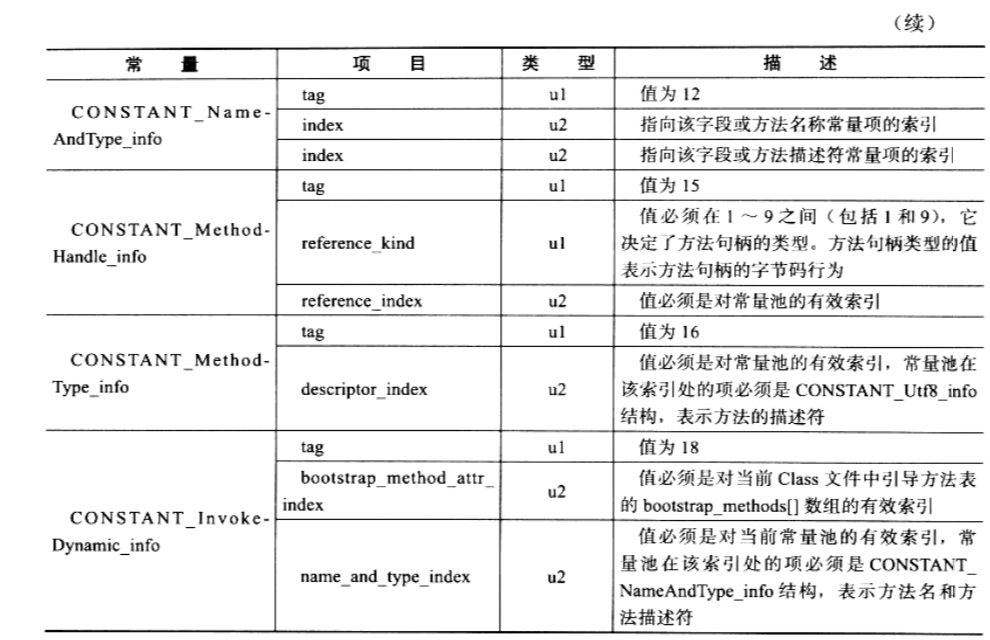 （续）
常 量 项 目 类 型 描 述
CONSTANT_Name-
AndType_info
tag u1 值为 12
index u2 指向该字段或方法名称常量项的索引
index u2 指向该字段或方法描述符常量项的索引
CONSTANT_Method-
Handle_info
tag u1 值为 15
reference_kind u1 值必须在 1 ～ 9 之间（包括 1 和 9），它
决定了方法句柄的类型。方法句柄类型的值
表示方法句柄的字节码行为
reference_index u2 值必须是对常量池的有效索引
CONSTANT_Method-
Type_info
tag u1 值为 16
descriptor_index u2 值必须是对常量池的有效索引，常量池在
该索引处的项必须是 CONSTANT_Utf8_info
结构，表示方法的描述符
CONSTANT_Invoke-
Dynamic_info
tag u1 值为 18
bootstrap_method_attr_
index u2 值必须是对当前 Class 文件中引导方法表
的 bootstrap_methods[] 数组的有效索引
name_and_type_index u2 值必须是对当前常量池的有效索引，常
量池在该索引处的项必须是 CONSTANT_
NameAndType_info 结构，表示方法名和方
法描述符